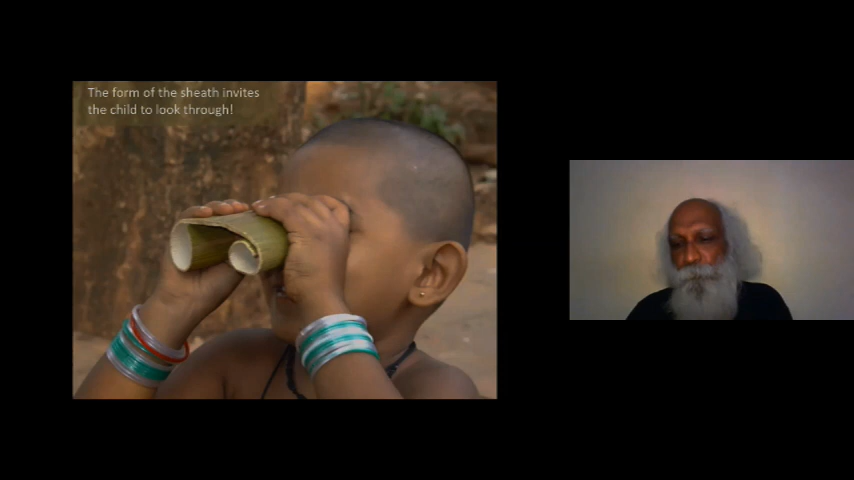 The form of the sheath invites
the child to look through!